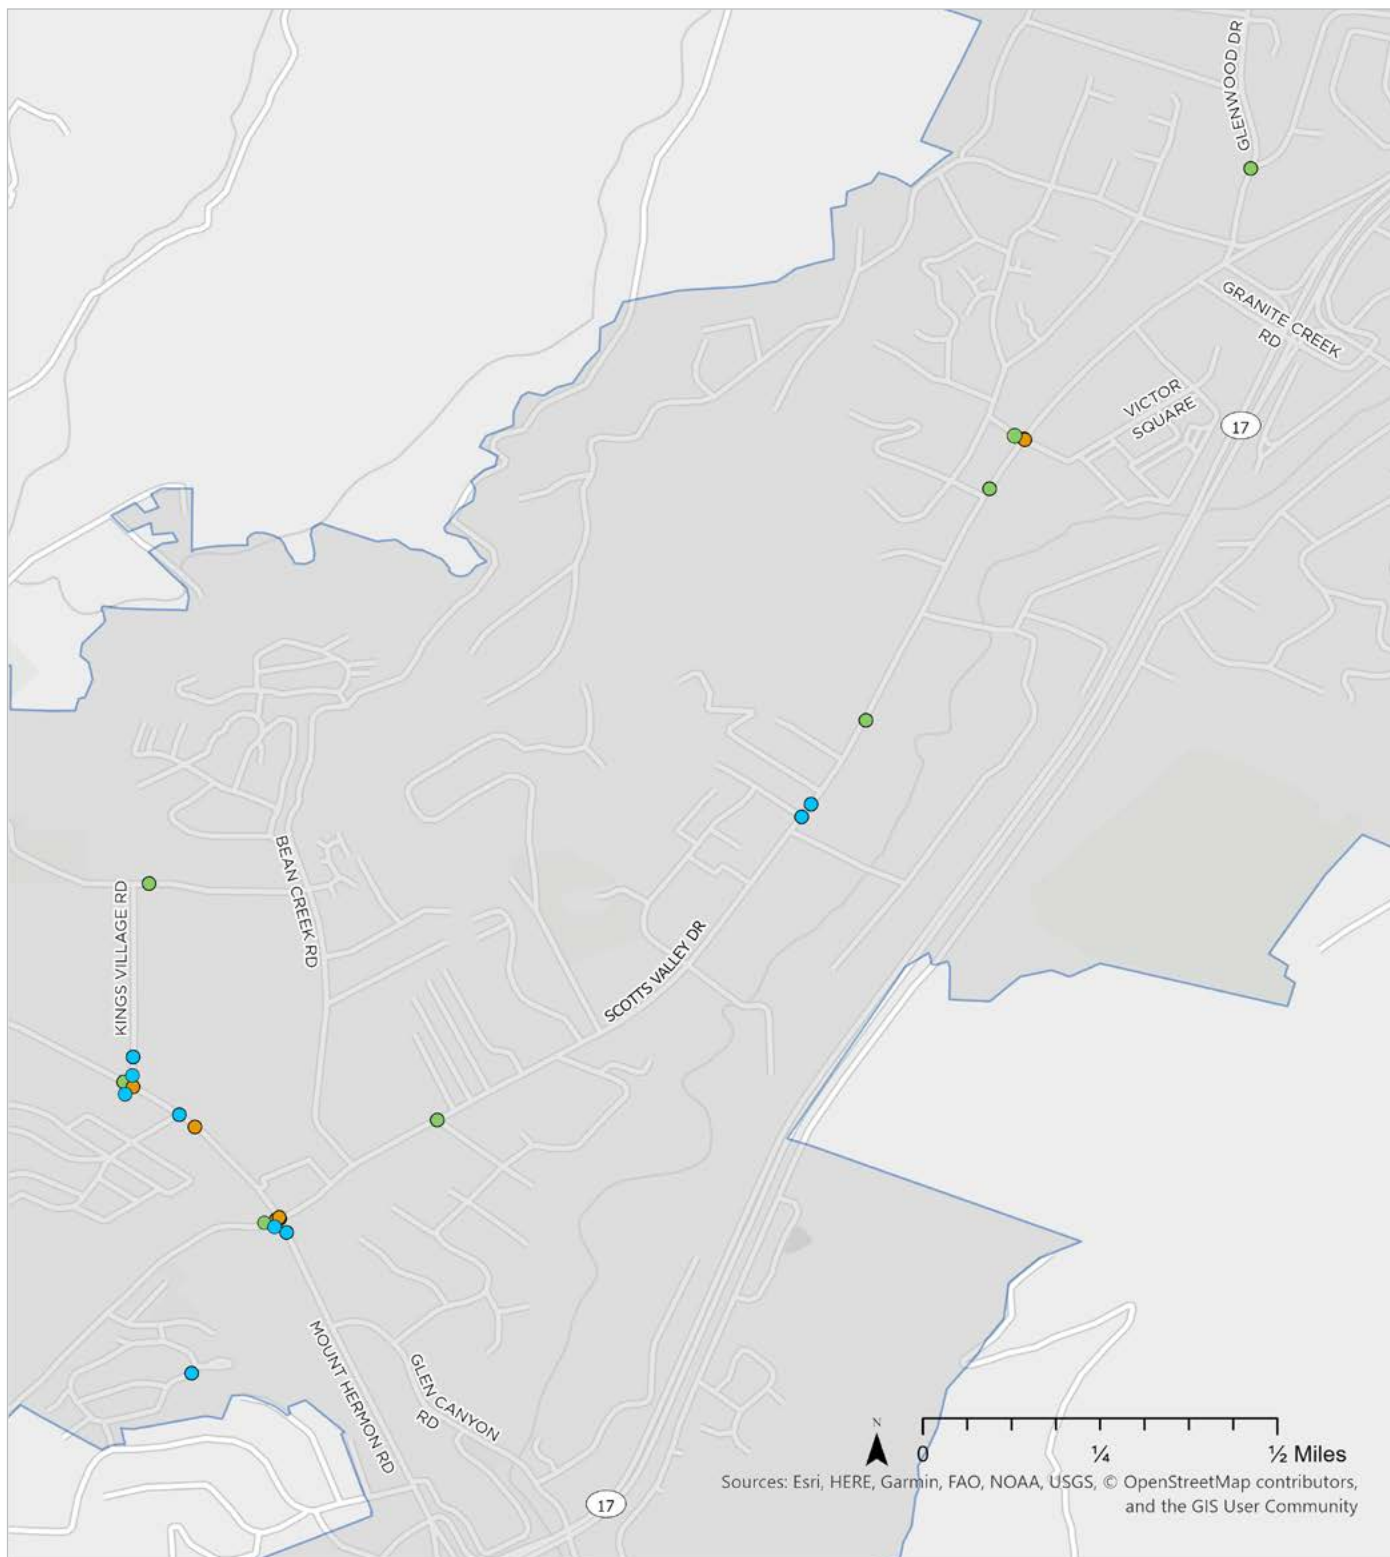 GLENWOOD DR
GRANITE CREEK
RD
VICTOR
SQUARE
17
BEAN CREEK RD
KINGS VILLAGE RD
SCOTTS VALLEY DR
MOUNT HERMON RD
GLEN CANYON
RD
N
0 ¼ ½ Miles
17
Sources: Esri, HERE, Garmin, FAO, NOAA, USGS, © OpenStreetMap contributors,
and the GIS User Community